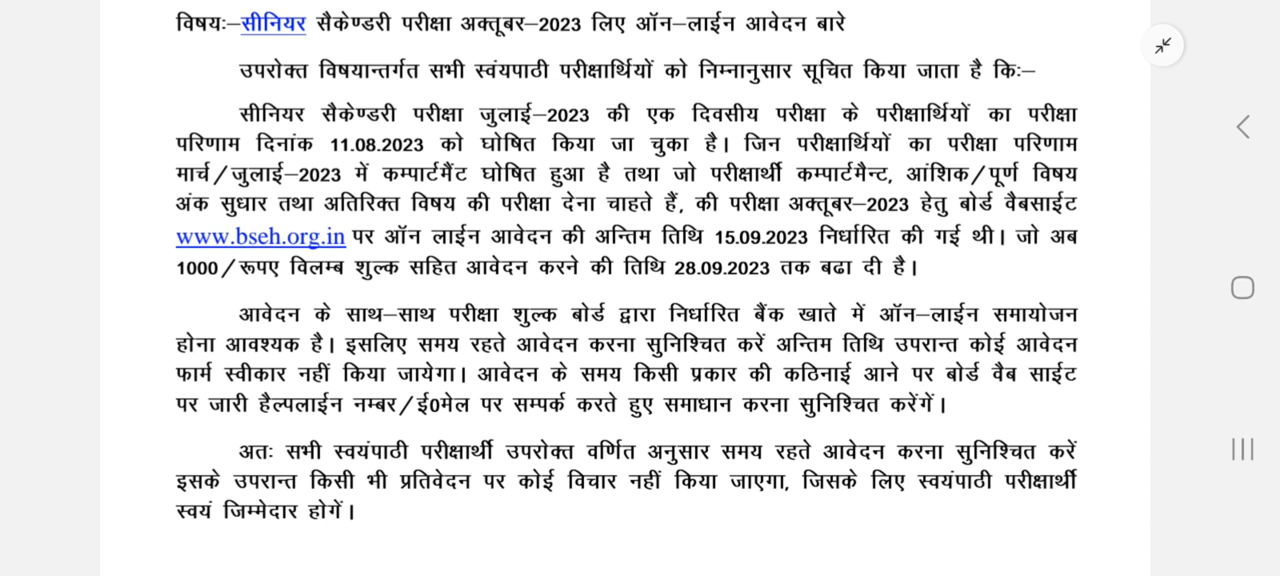 विषयः–सीनियर सैकेण्डरी परीक्षा अक्तूबर–2023 लिए ऑन–लाईन आवेदन बारे
उपरोक्त विषयान्तर्गत सभी स्वंयपाठी परीक्षार्थियों को निम्नानुसार सूचित किया जाता है किः–
सीनियर सैकेण्डरी परीक्षा जुलाई–2023 की एक दिवसीय परीक्षा के परीक्षार्थियों का परीक्षा
परिणाम दिनांक 11.08.2023 को घोषित किया जा चुका है। जिन परीक्षार्थियों का परीक्षा परिणाम
मार्च/जुलाई–2023 में कम्पार्टमैंट घोषित हुआ है तथा जो परीक्षार्थी कम्पार्टमैन्ट, आंशिक/पूर्ण विषय
अंक सुधार तथा अतिरिक्त विषय की परीक्षा देना चाहते हैं, की परीक्षा अक्तूबर–2023 हेतु बोर्ड वैबसाईट
www.bseh.org.in पर ऑन लाईन आवेदन की अन्तिम तिथि 15.09.2023 निर्धारित की गई थी। जो अब
1000/रूपए विलम्ब शुल्क सहित आवेदन करने की तिथि 28.09.2023 तक बढा दी है।
आवेदन के साथ–साथ परीक्षा शुल्क बोर्ड द्वारा निर्धारित बैंक खाते में ऑन–लाईन समायोजन
होना आवश्यक है। इसलिए समय रहते आवेदन करना सुनिश्चित करें अन्तिम तिथि उपरान्त कोई आवेदन
फार्म स्वीकार नहीं किया जायेगा। आवेदन के समय किसी प्रकार की कठिनाई आने पर बोर्ड वैब साईट
पर जारी हैल्पलाईन नम्बर/ई0मेल पर सम्पर्क करते हुए समाधान करना सुनिश्चित करेंगें।
अतः सभी स्वयंपाठी परीक्षार्थी उपरोक्त वर्णित अनुसार समय रहते आवेदन करना सुनिश्चित करें
इसके उपरान्त किसी भी प्रतिवेदन पर कोई विचार नहीं किया जाएगा, जिसके लिए स्वयंपाठी परीक्षार्थी
स्वयं जिम्मेदार होगें।